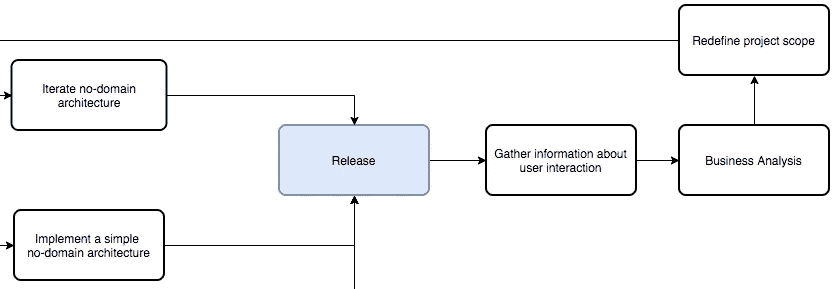 Redefine project scope
Iterate no-domain
architecture
Release
Gather information about
user interaction
Business Analysis
Implement a simple
no-domain architecture